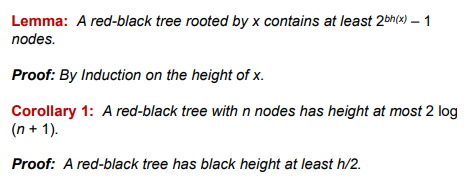 Lemma: A red-black tree rooted by x contains at least 2^bh(x) – 1
nodes.
Proof: By Induction on the height of x.
Corollary 1: A red-black tree with n nodes has height at most 2 log
(n + 1).
Proof: A red-black tree has black height at least h/2.